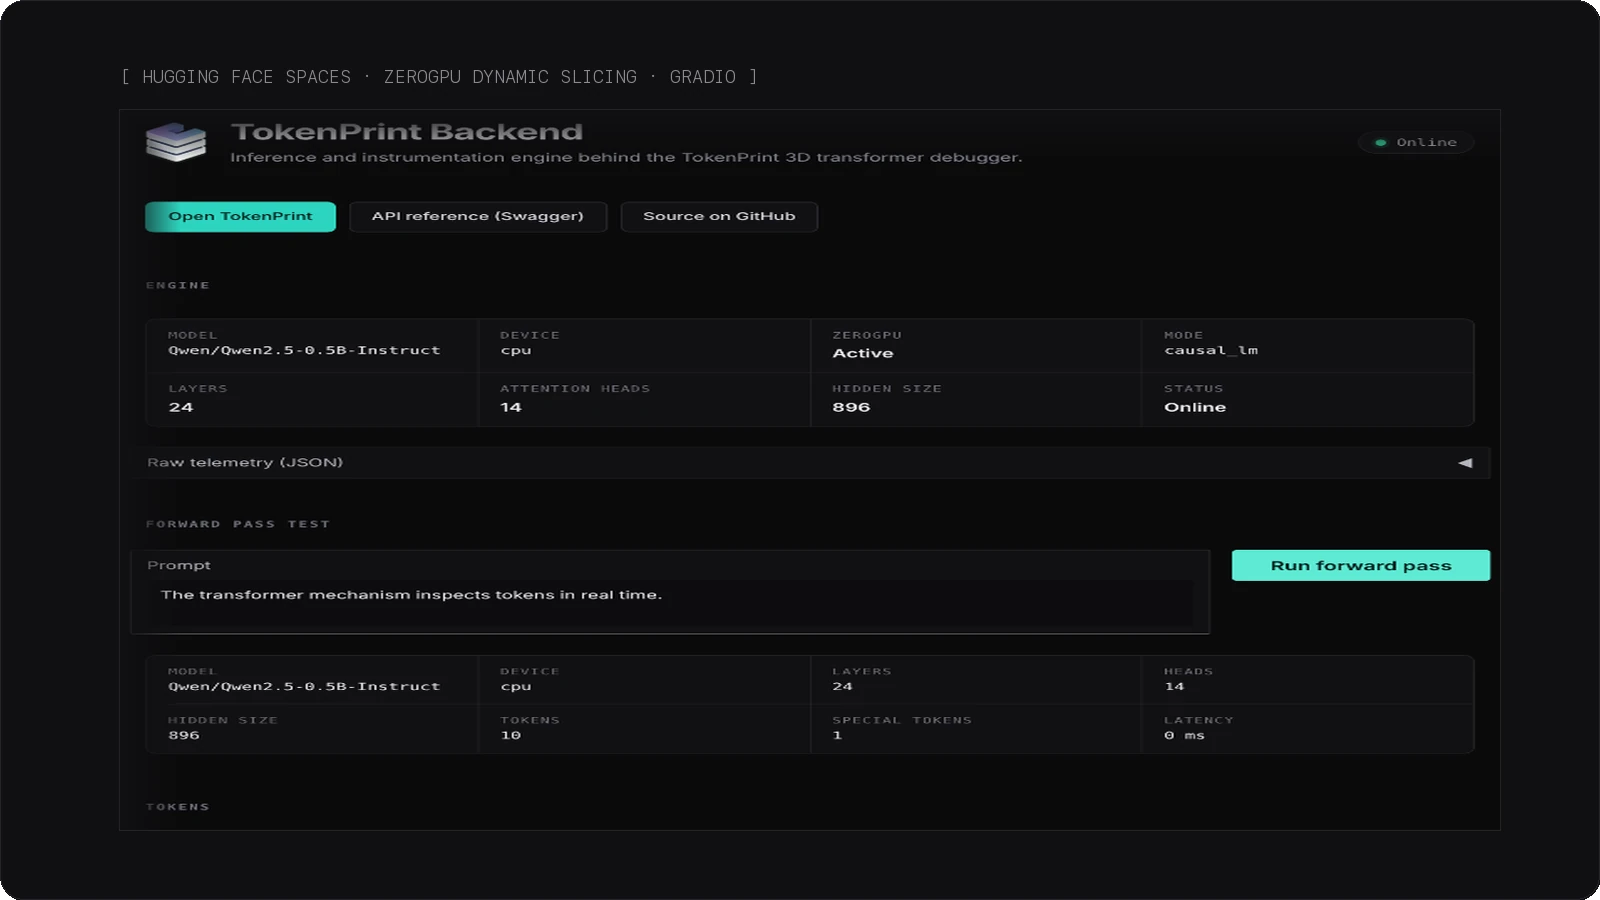 [ HUGGING FACE SPACES · ZEROGPU DYNAMIC SLICING · GRADIO ]
TokenPrint Backend
Inference and instrumentation engine behind the TokenPrint 3D transformer debugger.
Online
Open TokenPrint API reference (Swagger) Source on GitHub
ENGINE
MODEL DEVICE ZEROGPU MODE
Qwen/Qwen2.5-0.5B-Instruct cpu Active causal_lm
LAYERS ATTENTION HEADS HIDDEN SIZE STATUS
24 14 896 Online
Raw telemetry (JSON)
FORWARD PASS TEST
Prompt
Run forward pass
The transformer mechanism inspects tokens in real time.
MODEL DEVICE LAYERS HEADS
Qwen/Qwen2.5-0.5B-Instruct cpu 24 14
HIDDEN SIZE TOKENS SPECIAL TOKENS LATENCY
896 10 1 0 ms
TOKENS